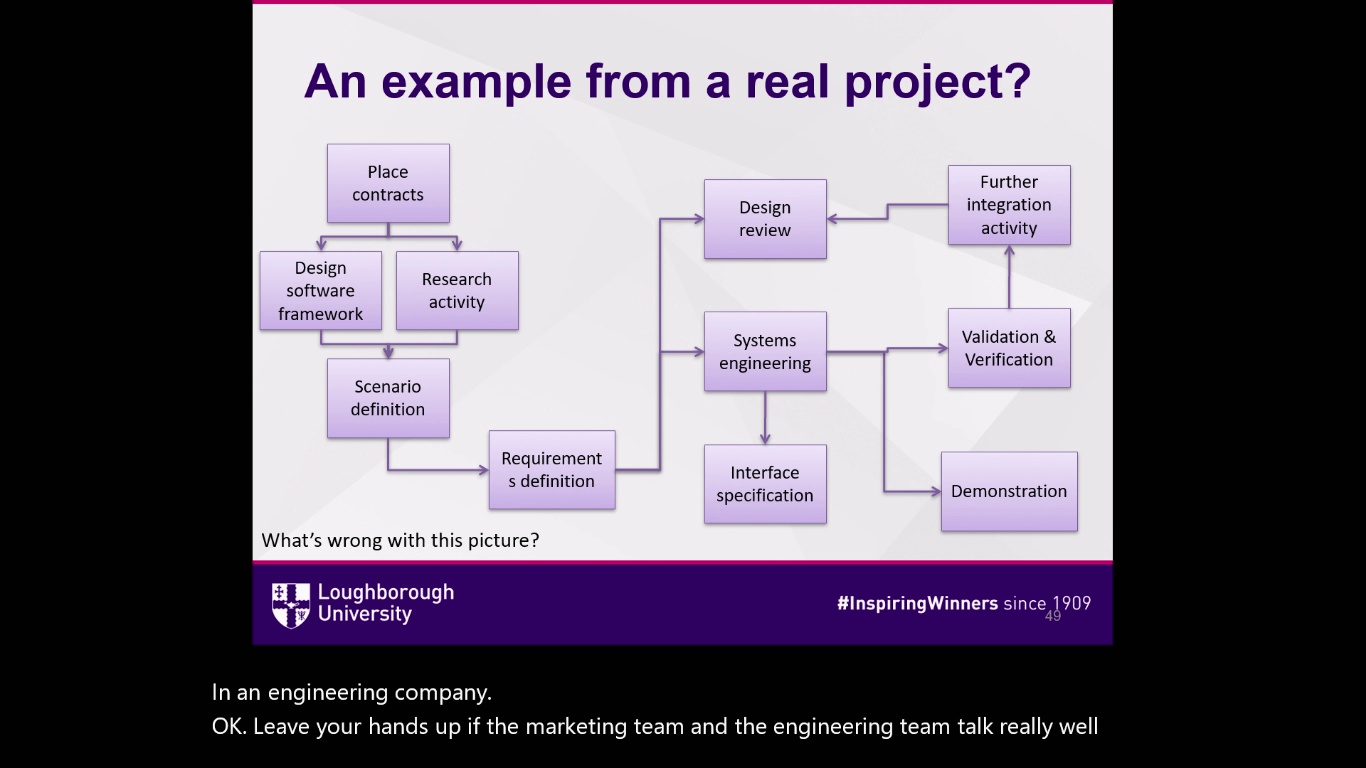 An example from a real project?
Place
contracts
Design
software
framework
Research
activity
Scenario
definition
Requirement
s definition
Design
review
Systems
engineering
Interface
specification
Further
integration
activity
Validation &
Verification
Demonstration
What's wrong with this picture?
Loughborough
University
#InspiringWinners since 1909
49
In an engineering company.
OK. Leave your hands up if the marketing team and the engineering team talk really well